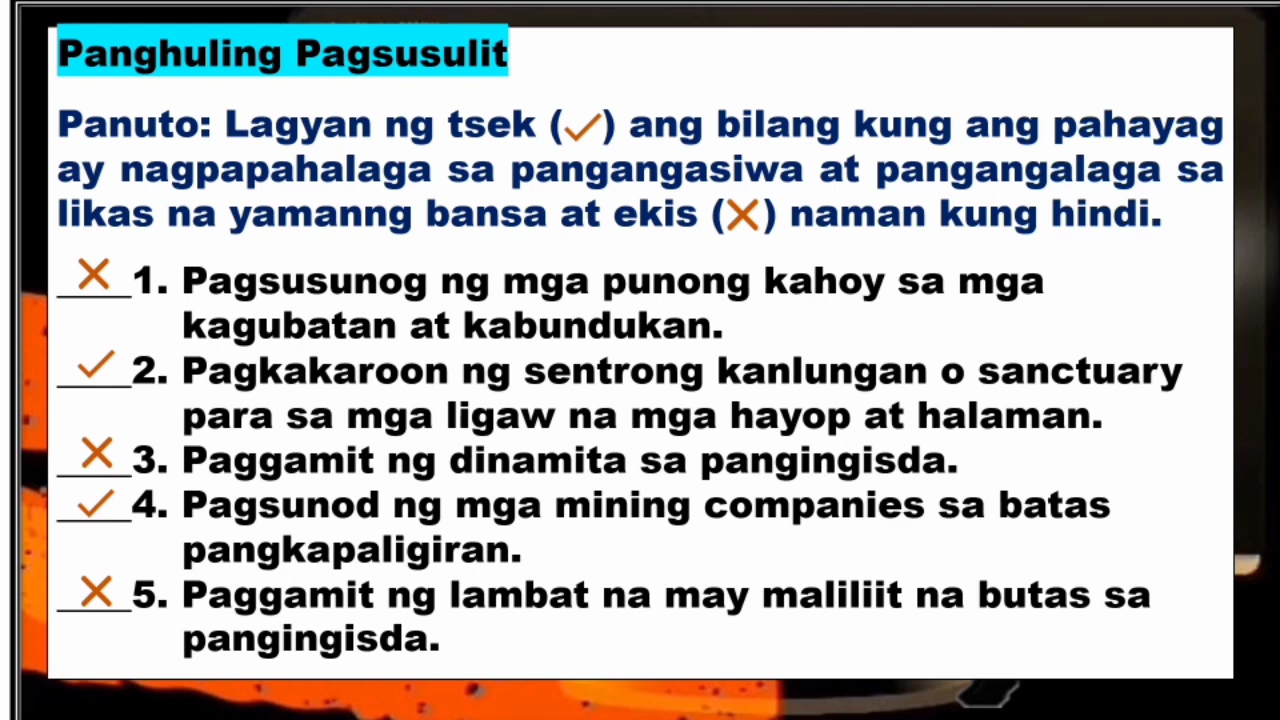 Panghuling Pagsusulit
Panuto: Lagyan ng tsek (✓) ang bilang kung ang pahayag
ay nagpapahalaga sa pangangasiwa at pangangalaga sa
likas na yamanng bansa at ekis (✕) naman kung hindi.
✕ 1. Pagsusunog ng mga punong kahoy sa mga
kagubatan at kabundukan.
✓ 2. Pagkakaroon ng sentrong kanlungan o sanctuary
para sa mga ligaw na mga hayop at halaman.
✕ 3. Paggamit ng dinamita sa pangingisda.
✓ 4. Pagsunod ng mga mining companies sa batas
pangkapaligiran.
✕ 5. Paggamit ng lambat na may maliliit na butas sa
pangingisda.